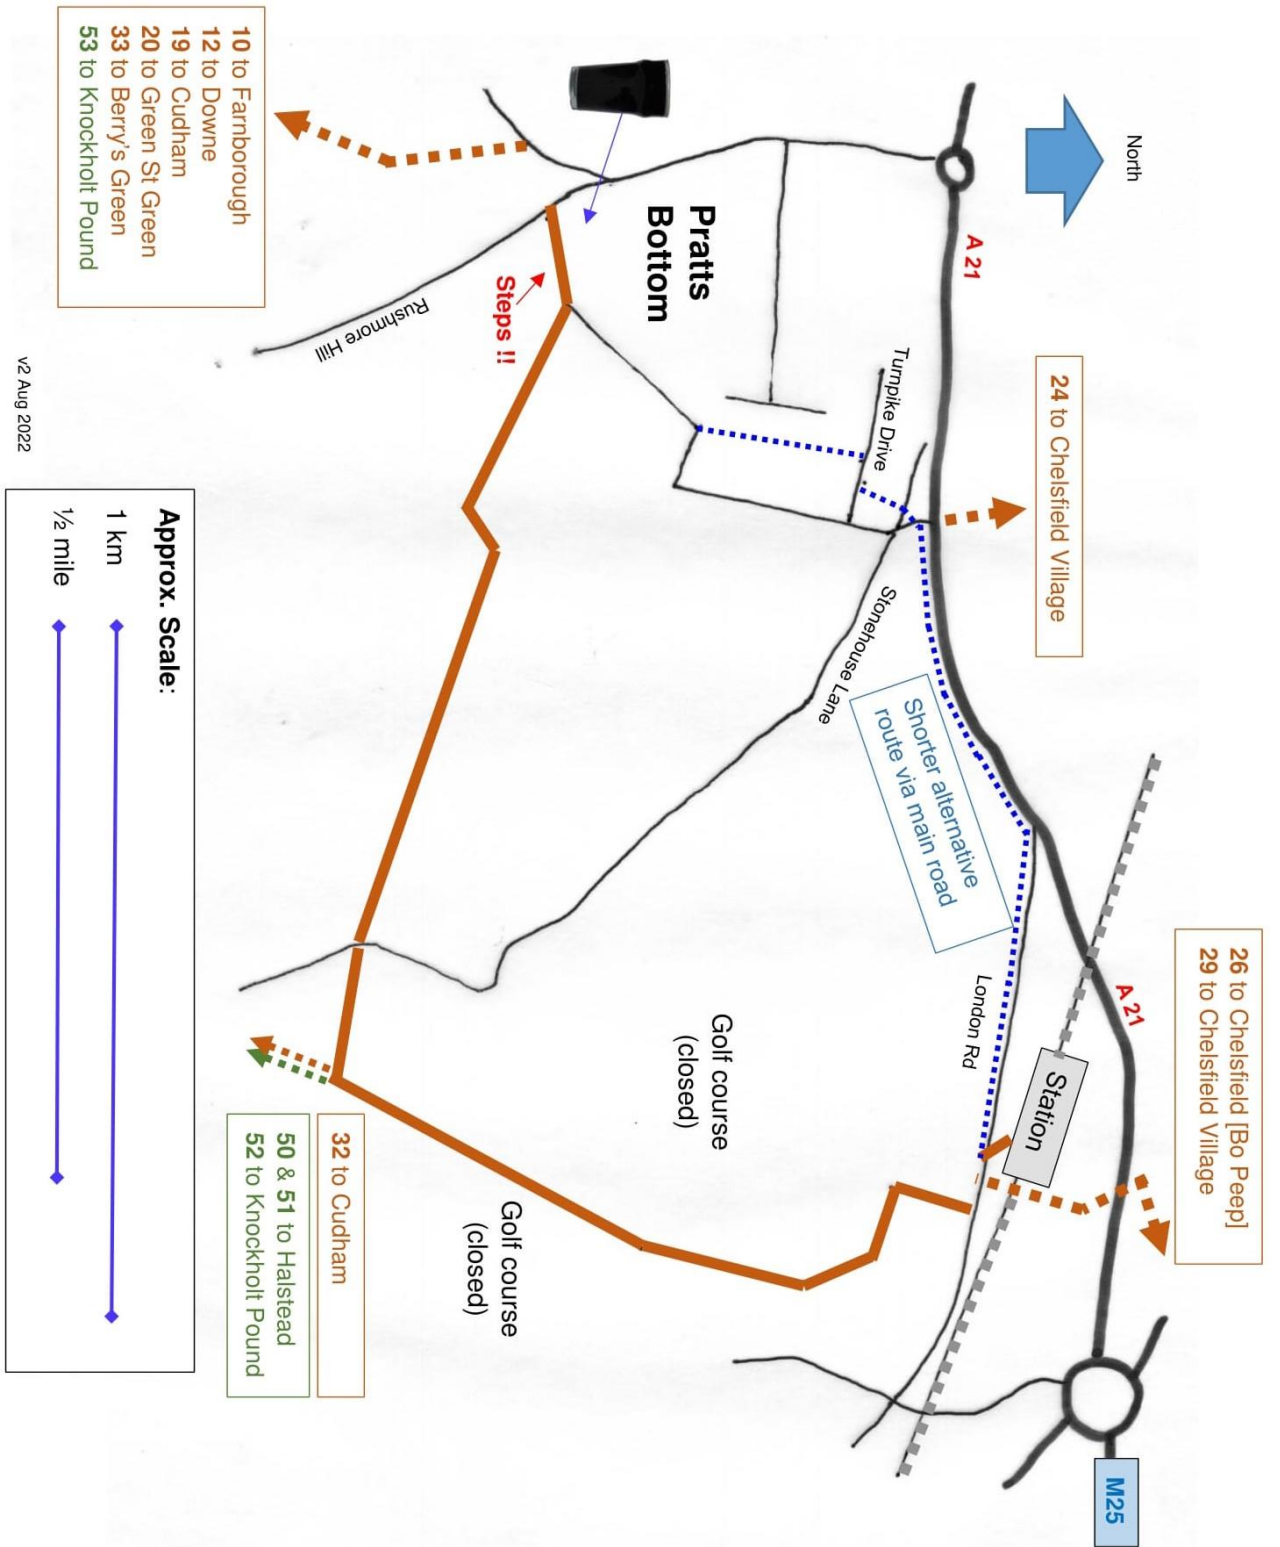 North
A 21
24 to Chelsfield Village
26 to Chelsfield [Bo Peep]
29 to Chelsfield Village
A 21
Station
M25
London Rd
Shorter alternative
route via main road
Turnpike Drive
Stonehouse Lane
Pratts
Bottom
Steps !!
Rushmore Hill
Golf course
(closed)
Golf course
(closed)
10 to Farnborough
12 to Downe
19 to Cudham
20 to Green St Green
33 to Berry's Green
53 to Knockholt Pound
32 to Cudham
50 & 51 to Halstead
52 to Knockholt Pound
Approx. Scale:
1 km
½ mile
v2 Aug 2022